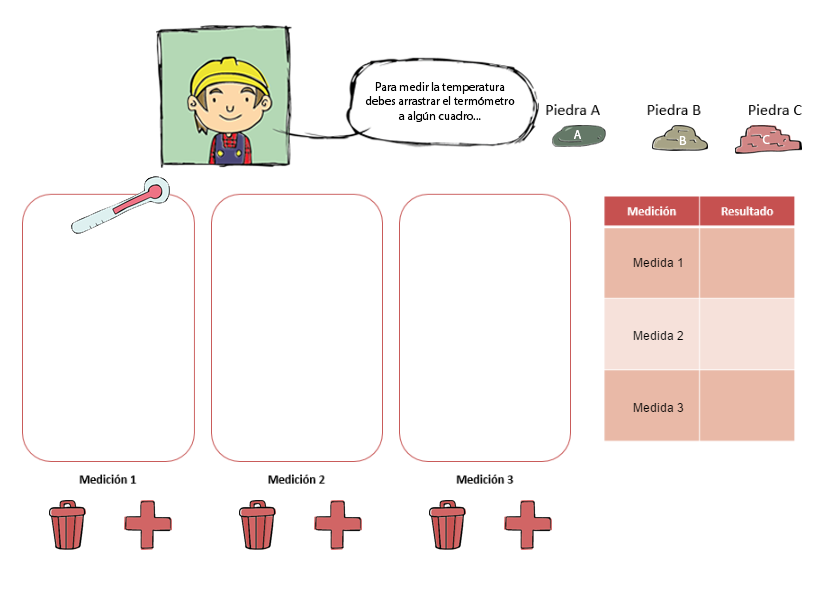 Para medir la temperatura
debes arrastrar el termómetro
a algún cuadro...
Piedra A
Piedra B
Piedra C
A
B
C
Medición
Resultado
Medida 1
Medida 2
Medida 3
Medición 1
Medición 2
Medición 3